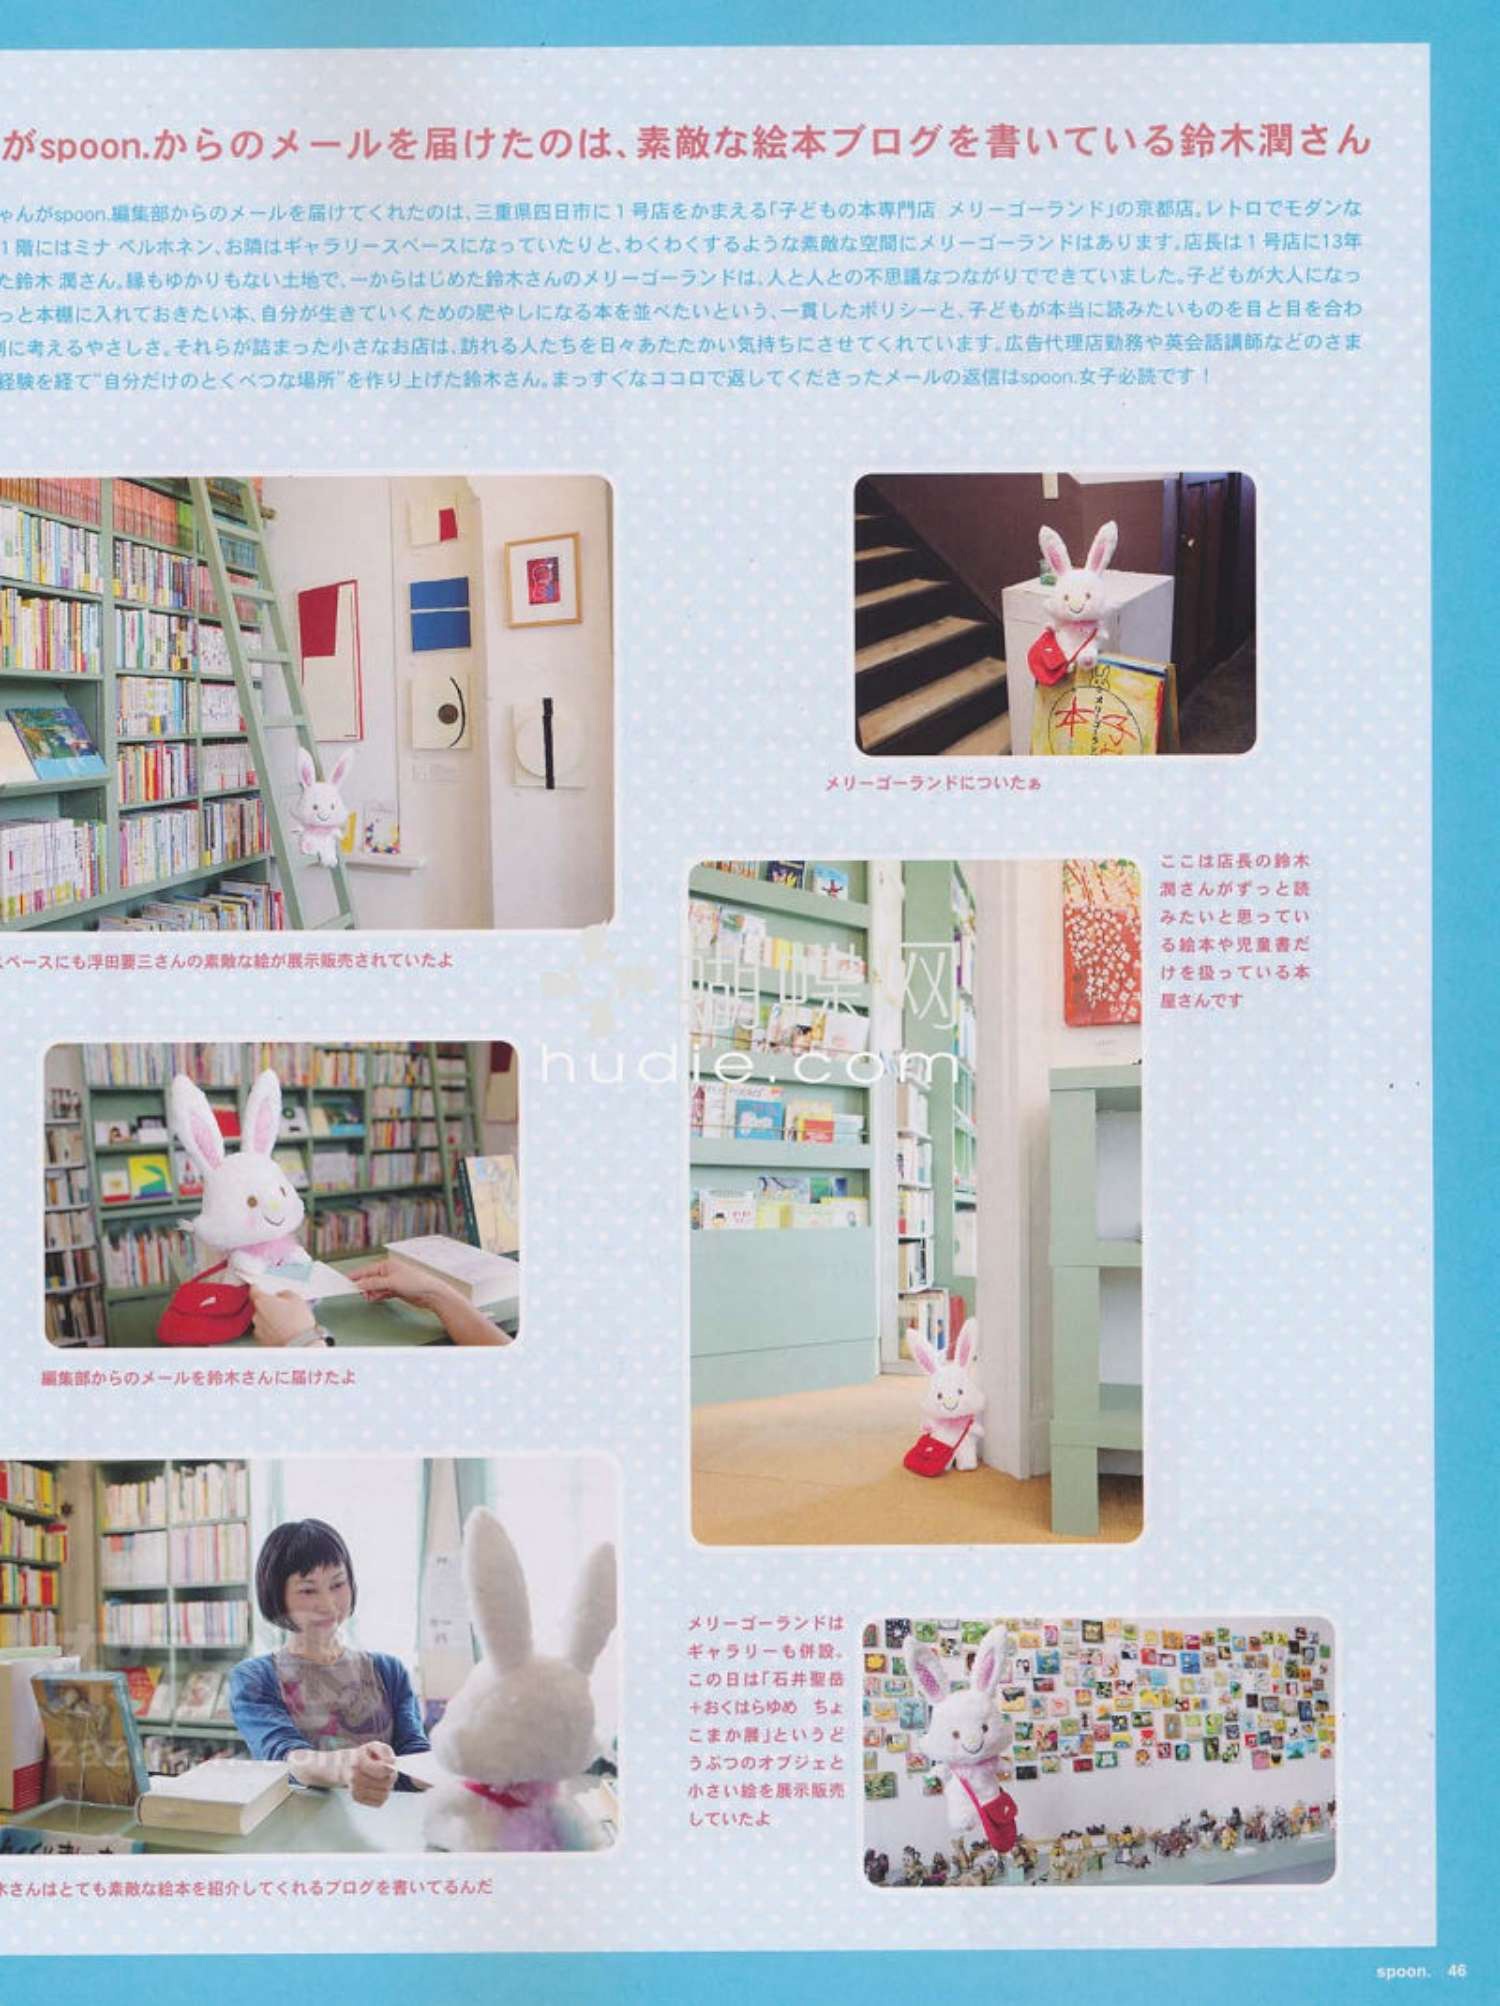 がspoon.からのメールを届けたのは、素敵な絵本ブログを書いている鈴木潤さん
ゃんがspoon.編集部からのメールを届けてくれたのは、三重県四日市に1号店をかまえる「子どもの本専門店 メリーゴーランド」の京都店。レトロでモダンな
1階にはミナ ペルホネン、お隣はギャラリースペースになっていたりと、わくわくするような素敵な空間にメリーゴーランドはあります。店長は1号店に13年
た鈴木 潤さん。縁もゆかりもない土地で、一からはじめた鈴木さんのメリーゴーランドは、人と人との不思議なつながりでできていました。子どもが大人になっ
っと本棚に入れておきたい本、自分が生きていくための肥やしになる本を並べたいという、一貫したポリシーと、子どもが本当に読みたいものを目と目を合わ
に考えるやさしさ。それらが詰まった小さなお店は、訪れる人たちを日々あたたかい気持ちにさせてくれています。広告代理店勤務や英会話講師などのさま
経験を経て"自分だけのとくべつな場所"を作り上げた鈴木さん。まっすぐなココロで返してくださったメールの返信はspoon.女子必読です！
メリーゴーランドについたぁ
ペースにも浮田要三さんの素敵な絵が展示販売されていたよ
ここは店長の鈴木
潤さんがずっと読
みたいと思ってい
る絵本や児童書だ
けを扱っている本
屋さんです
蝴蝶网
hudie.com
編集部からのメールを鈴木さんに届けたよ
メリーゴーランドは
ギャラリーも併設。
この日は「石井聖岳
+おくはらゆめ ちょ
こまか展」というど
うぶつのオブジェと
小さい絵を展示販売
していたよ
木さんはとても素敵な絵本を紹介してくれるブログを書いてるんだ
spoon. 46